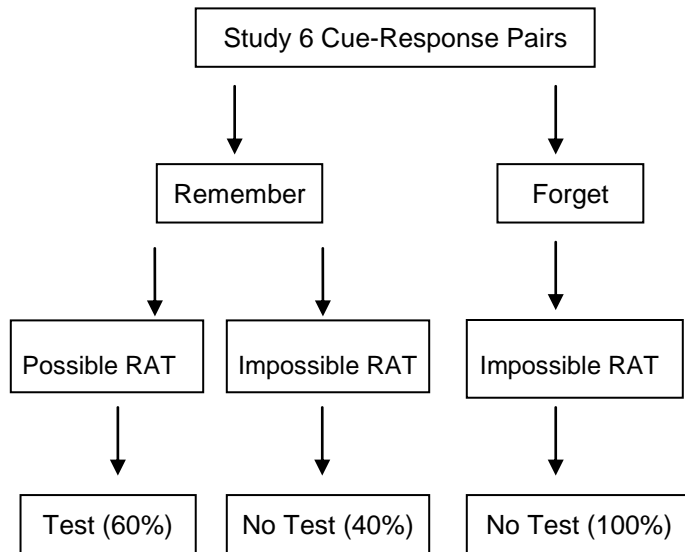 Study 6 Cue-Response Pairs
Remember
Forget
Possible RAT
Impossible RAT
Impossible RAT
Test (60%)
No Test (40%)
No Test (100%)